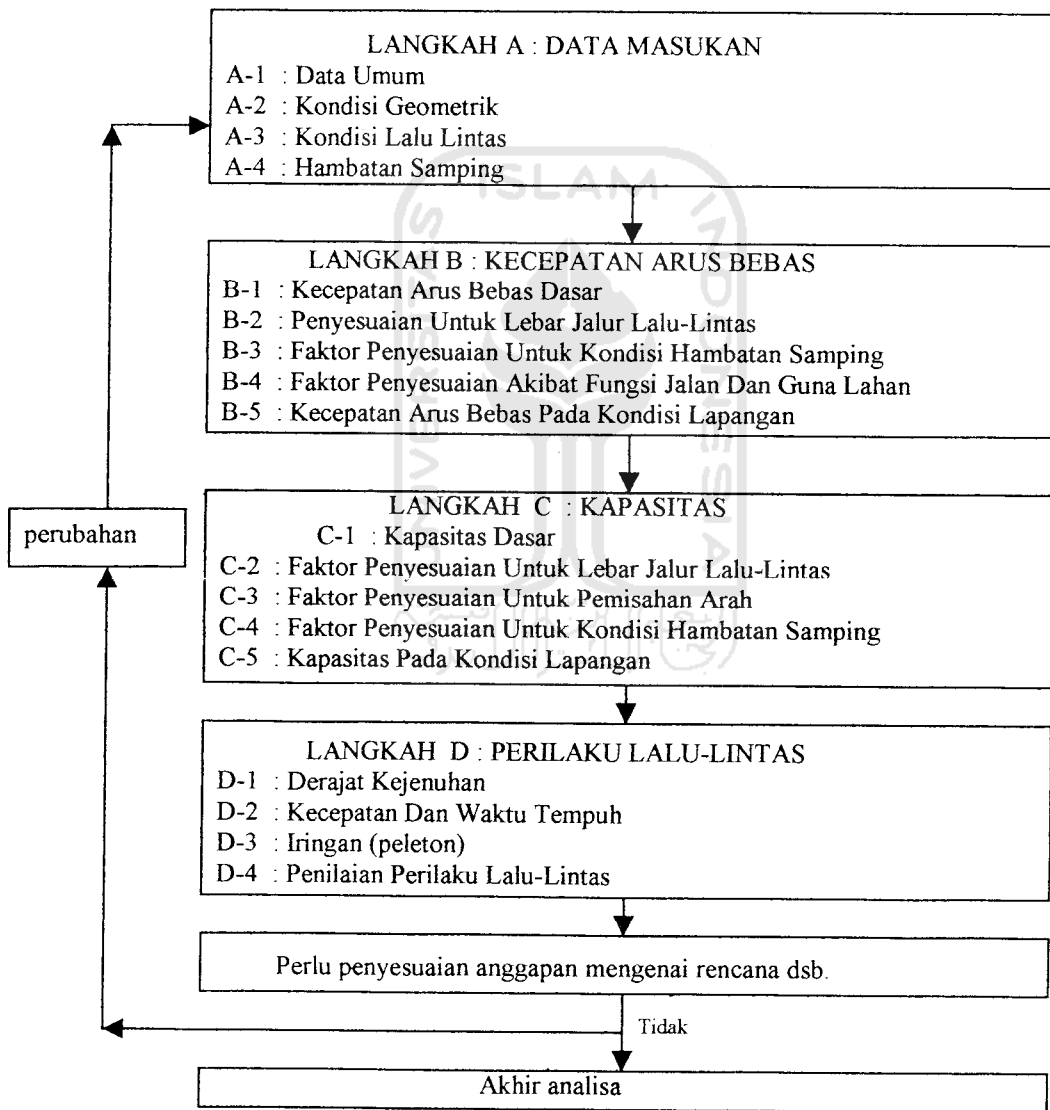 LANGKAH A : DATA MASUKAN
A-1 : Data Umum
A-2 : Kondisi Geometrik
A-3 : Kondisi Lalu Lintas
A-4 : Hambatan Samping
LANGKAH B : KECEPATAN ARUS BEBAS
B-1 : Kecepatan Arus Bebas Dasar
B-2 : Penyesuaian Untuk Lebar Jalur Lalu-Lintas
B-3 : Faktor Penyesuaian Untuk Kondisi Hambatan Samping
B-4 : Faktor Penyesuaian Akibat Fungsi Jalan Dan Guna Lahan
B-5 : Kecepatan Arus Bebas Pada Kondisi Lapangan
perubahan
LANGKAH C : KAPASITAS
C-1 : Kapasitas Dasar
C-2 : Faktor Penyesuaian Untuk Lebar Jalur Lalu-Lintas
C-3 : Faktor Penyesuaian Untuk Pemisahan Arah
C-4 : Faktor Penyesuaian Untuk Kondisi Hambatan Samping
C-5 : Kapasitas Pada Kondisi Lapangan
LANGKAH D : PERILAKU LALU-LINTAS
D-1 : Derajat Kejenuhan
D-2 : Kecepatan Dan Waktu Tempuh
D-3 : Iringan (peleton)
D-4 : Penilaian Perilaku Lalu-Lintas
Perlu penyesuaian anggapan mengenai rencana dsb.
Tidak
Akhir analisa
UNIVERSITAS
ISLAM
INDONESIA